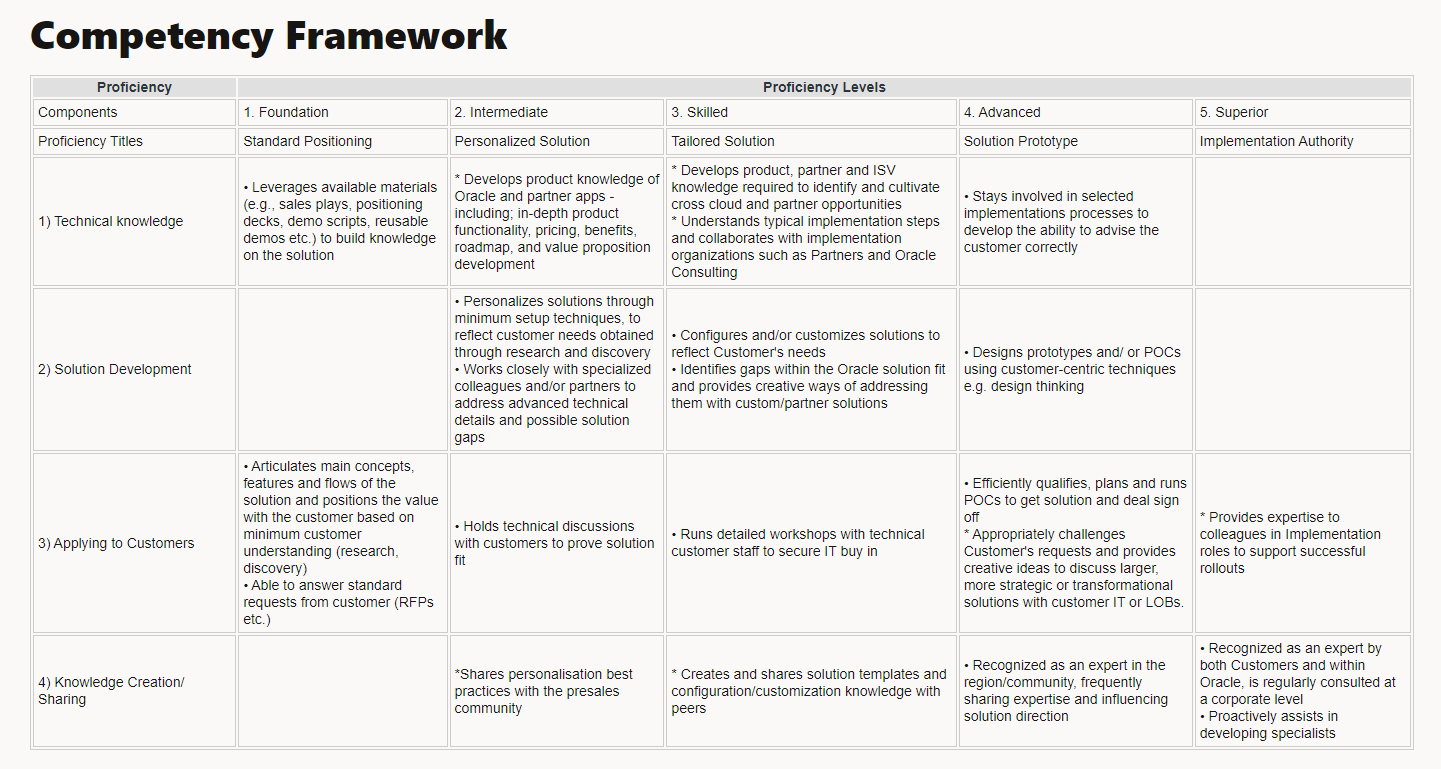 Competency Framework
Proficiency
Proficiency Levels
Components
1. Foundation
2. Intermediate
3. Skilled
4. Advanced
5. Superior
Proficiency Titles
Standard Positioning
Personalized Solution
Tailored Solution
Solution Prototype
Implementation Authority
1) Technical knowledge
• Leverages available materials
(e.g., sales plays, positioning
decks, demo scripts, reusable
demos etc.) to build knowledge
on the solution
* Develops product knowledge of
Oracle and partner apps -
including; in-depth product
functionality, pricing, benefits,
roadmap, and value proposition
development
* Develops product, partner and ISV
knowledge required to identify and cultivate
cross cloud and partner opportunities
* Understands typical implementation steps
and collaborates with implementation
organizations such as Partners and Oracle
Consulting
• Stays involved in selected
implementations processes to
develop the ability to advise the
customer correctly
2) Solution Development
• Personalizes solutions through
minimum setup techniques, to
reflect customer needs obtained
through research and discovery
• Works closely with specialized
colleagues and/or partners to
address advanced technical
details and possible solution
gaps
• Configures and/or customizes solutions to
reflect Customer's needs
• Identifies gaps within the Oracle solution fit
and provides creative ways of addressing
them with custom/partner solutions
• Designs prototypes and/ or POCs
using customer-centric techniques
e.g. design thinking
3) Applying to Customers
• Articulates main concepts,
features and flows of the
solution and positions the value
with the customer based on
minimum customer
understanding (research,
discovery)
• Able to answer standard
requests from customer (RFPs
etc.)
• Holds technical discussions
with customers to prove solution
fit
• Runs detailed workshops with technical
customer staff to secure IT buy in
• Efficiently qualifies, plans and runs
POCs to get solution and deal sign
off
* Appropriately challenges
Customer's requests and provides
creative ideas to discuss larger,
more strategic or transformational
solutions with customer IT or LOBs.
* Provides expertise to
colleagues in Implementation
roles to support successful
rollouts
4) Knowledge Creation/
Sharing
*Shares personalisation best
practices with the presales
community
* Creates and shares solution templates and
configuration/customization knowledge with
peers
• Recognized as an expert in the
region/community, frequently
sharing expertise and influencing
solution direction
• Recognized as an expert by
both Customers and within
Oracle, is regularly consulted at
a corporate level
• Proactively assists in
developing specialists